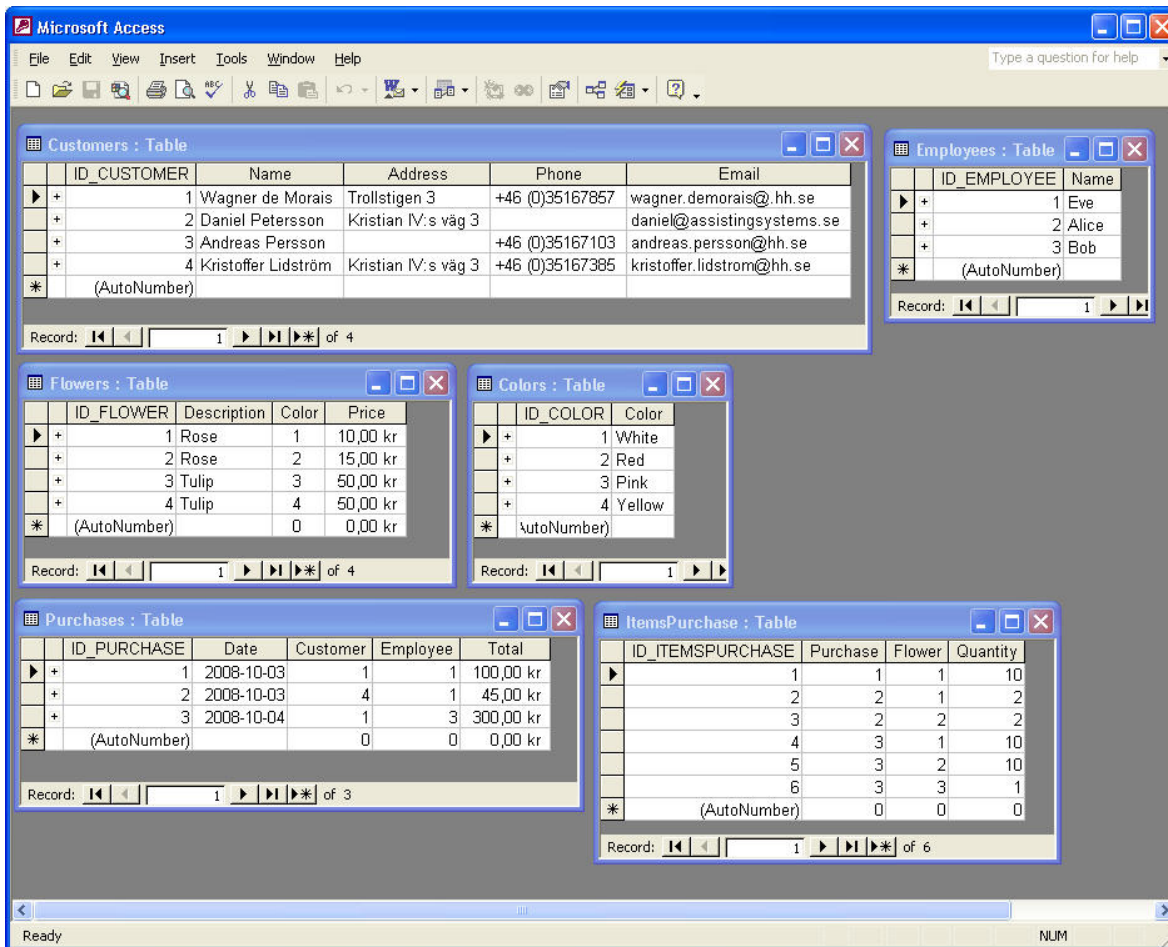 Microsoft Access
File Edit View Insert Tools Window Help
Type a question for help
Customers : Table
ID_CUSTOMER Name Address Phone Email
1 Wagner de Morais Trollstigen 3 +46 (0)35167857 wagner.demorais@.hh.se
2 Daniel Petersson Kristian IV:s väg 3 daniel@assistingsystems.se
3 Andreas Persson +46 (0)35167103 andreas.persson@hh.se
4 Kristoffer Lidström Kristian IV:s väg 3 +46 (0)35167385 kristoffer.lidstrom@hh.se
(AutoNumber)
Record: 1 of 4
Employees : Table
ID_EMPLOYEE Name
1 Eve
2 Alice
3 Bob
(AutoNumber)
Record: 1
Flowers : Table
ID_FLOWER Description Color Price
1 Rose 1 10,00 kr
2 Rose 2 15,00 kr
3 Tulip 3 50,00 kr
4 Tulip 4 50,00 kr
(AutoNumber) 0 0,00 kr
Record: 1 of 4
Colors : Table
ID_COLOR Color
1 White
2 Red
3 Pink
4 Yellow
AutoNumber)
Record: 1
Purchases : Table
ID_PURCHASE Date Customer Employee Total
1 2008-10-03 1 1 100,00 kr
2 2008-10-03 4 1 45,00 kr
3 2008-10-04 1 3 300,00 kr
(AutoNumber) 0 0 0,00 kr
Record: 1 of 3
ItemsPurchase : Table
ID_ITEMSPURCHASE Purchase Flower Quantity
1 1 1 10
2 2 1 2
3 2 2 2
4 3 1 10
5 3 2 10
6 3 3 1
(AutoNumber) 0 0 0
Record: 1 of 6
Ready NUM